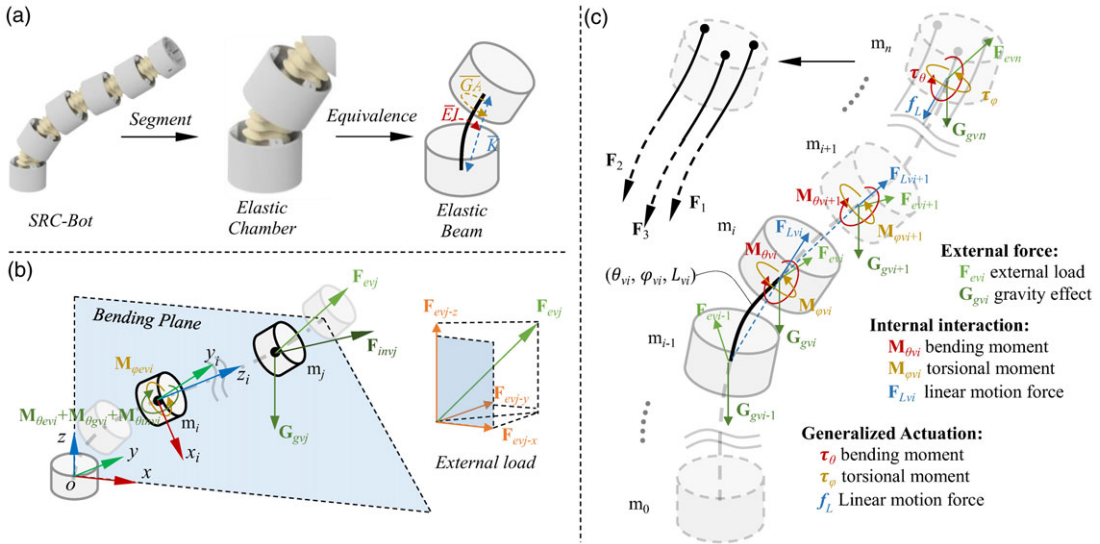 (a)
Segment
Equivalence
GA
EI
K
SRC-Bot
Elastic
Chamber
Elastic
Beam
(b)
Bending Plane
F_evj
F_invj
m_j
G_gvj
M_φevi
y_i
z_i
m_i
x_i
M_θevi+M_θgvi+M_θinvi
z
y
o
x
F_evj-z
F_evj
F_evj-y
F_evj-x
External load
(c)
m_n
F_evn
τ_θ
τ_φ
f_L
G_gvn
F_2
F_3
F_1
m_i+1
F_Lvi+1
M_θvi+1
F_evi+1
M_φvi+1
G_gvi+1
m_i
F_Lvi
M_θvi
F_evi
(θ_vi, φ_vi, L_vi)
M_φvi
G_gvi
F_evi-1
m_i-1
G_gvi-1
m_0
External force:
F_evi external load
G_gvi gravity effect
Internal interaction:
M_θvi bending moment
M_φvi torsional moment
F_Lvi linear motion force
Generalized Actuation:
τ_θ bending moment
τ_φ torsional moment
f_L Linear motion force